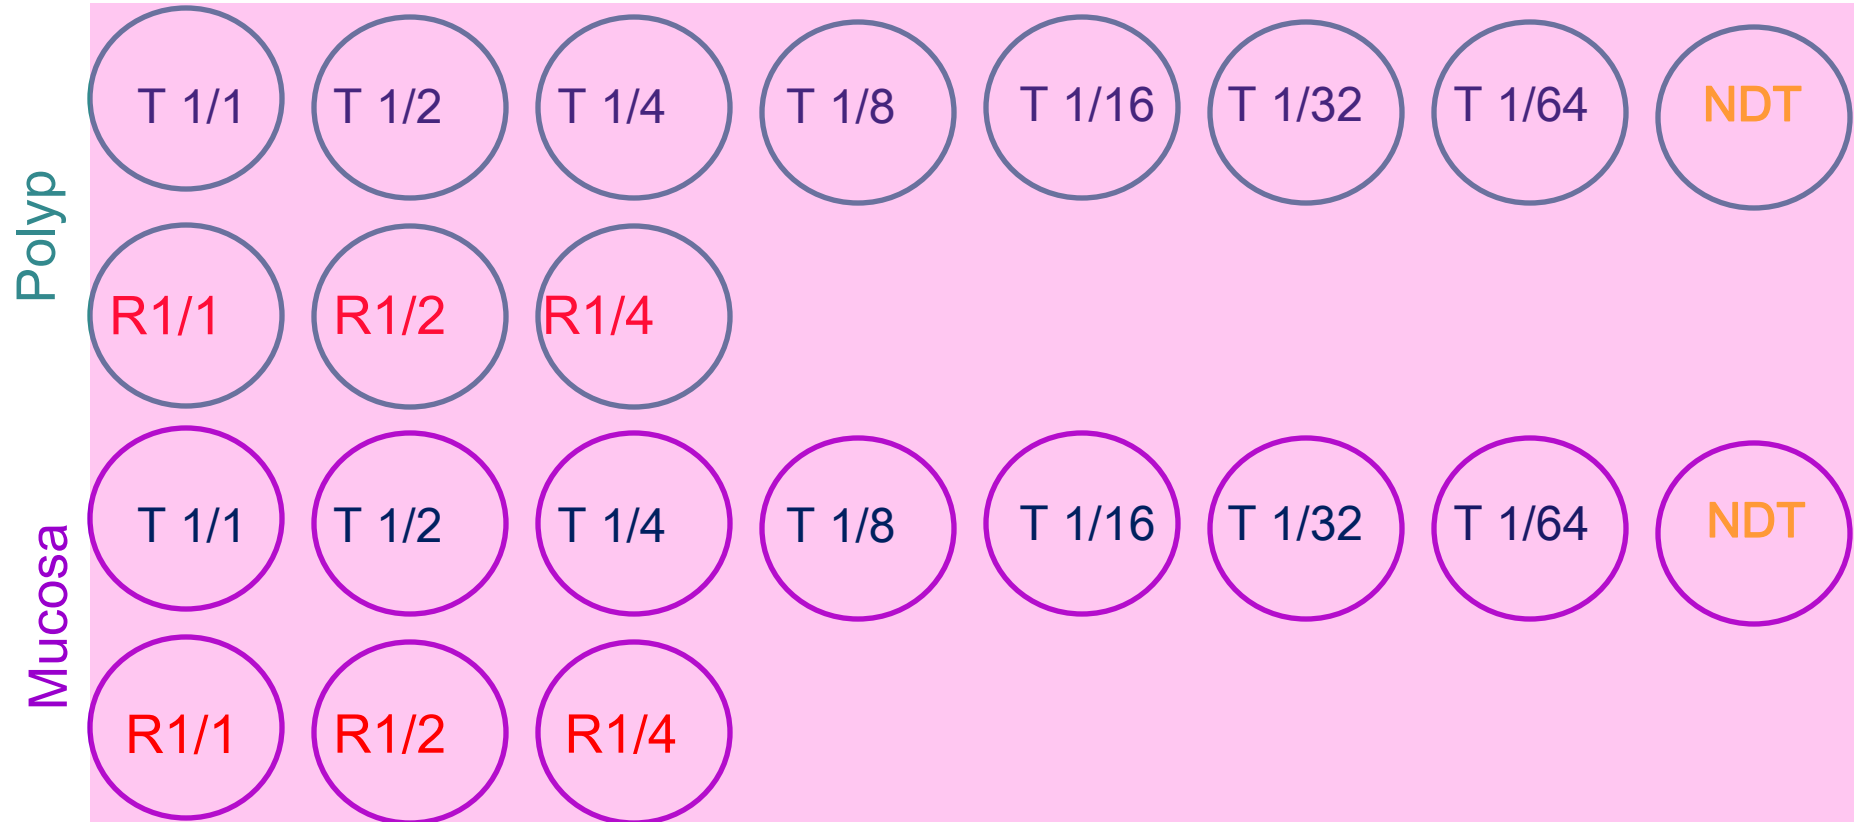 Polyp
T 1/1 T 1/2 T 1/4 T 1/8 T 1/16 T 1/32 T 1/64 NDT
R1/1 R1/2 R1/4
Mucosa
T 1/1 T 1/2 T 1/4 T 1/8 T 1/16 T 1/32 T 1/64 NDT
R1/1 R1/2 R1/4